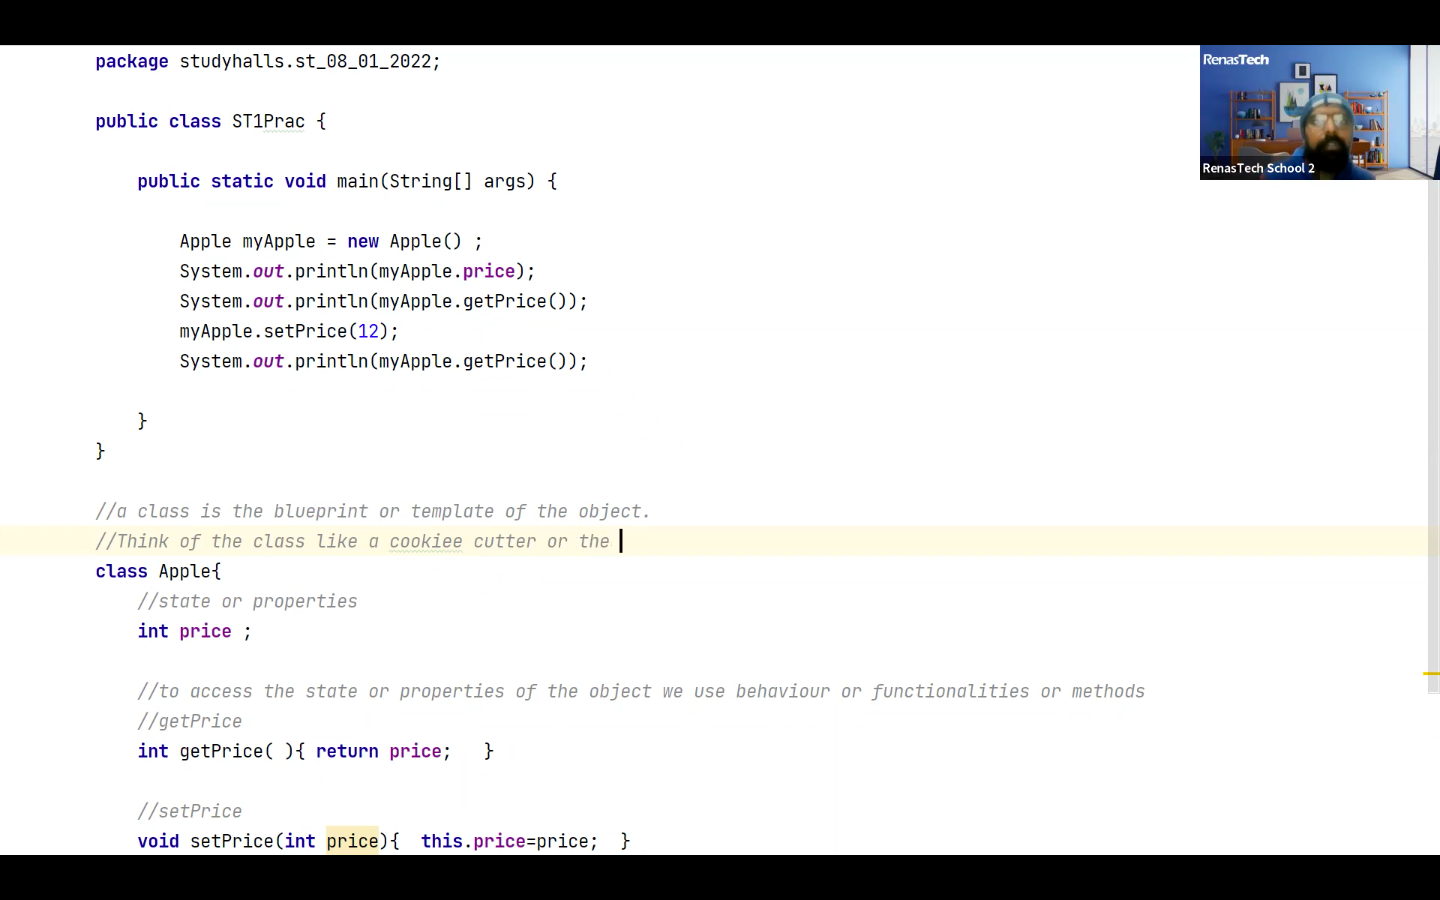 package studyhalls.st_08_01_2022;
public class ST1Prac {
public static void main(String[] args) {
Apple myApple = new Apple() ;
System.out.println(myApple.price);
System.out.println(myApple.getPrice());
myApple.setPrice(12);
System.out.println(myApple.getPrice());
}
}
//a class is the blueprint or template of the object.
//Think of the class like a cookiee cutter or the
class Apple{
//state or properties
int price ;
//to access the state or properties of the object we use behaviour or functionalities or methods
//getPrice
int getPrice( ){ return price;   }
//setPrice
void setPrice(int price){  this.price=price;  }
RenasTech
RenasTech School 2